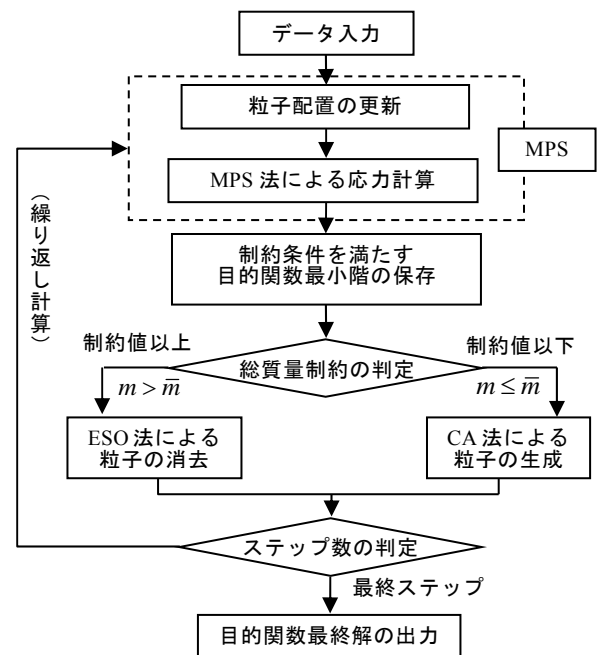 データ入力
粒子配置の更新
MPS
MPS 法による応力計算
(繰り返し計算)
制約条件を満たす
目的関数最小階の保存
制約値以上
制約値以下
総質量制約の判定
m > m̅
m ≤ m̅
ESO 法による
粒子の消去
CA 法による
粒子の生成
ステップ数の判定
最終ステップ
目的関数最終解の出力